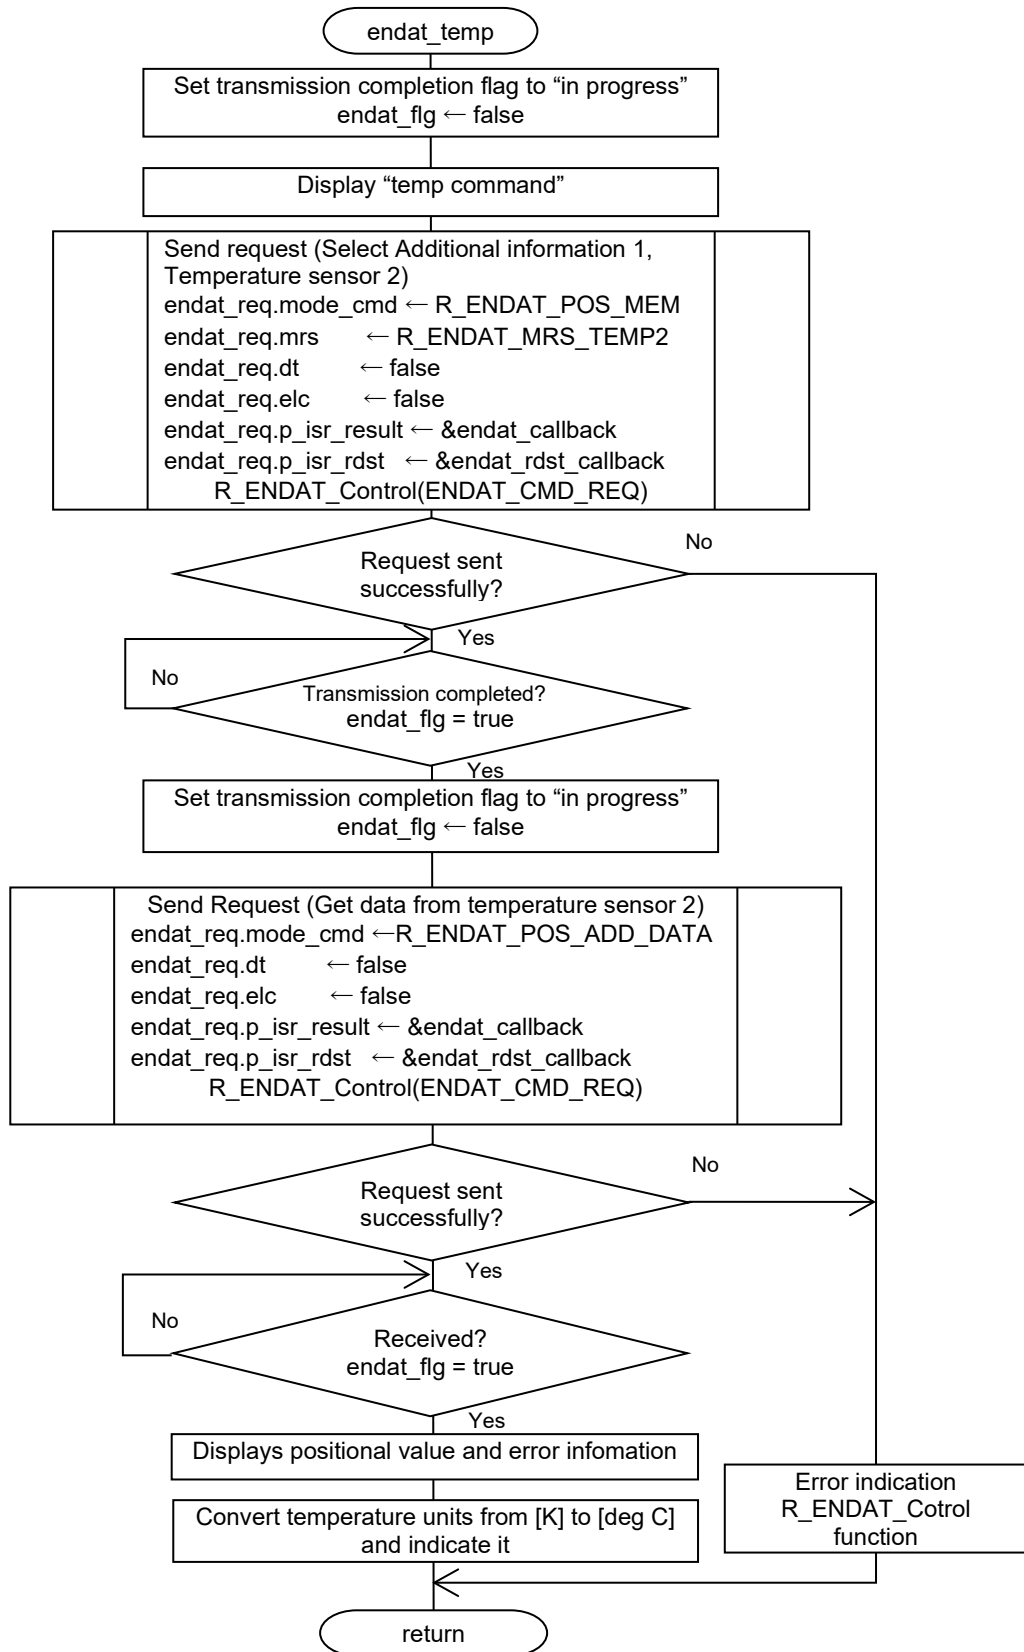 endat_temp
Set transmission completion flag to “in progress”
endat_flg ← false
Display “temp command”
Send request (Select Additional information 1,
Temperature sensor 2)
endat_req.mode_cmd ← R_ENDAT_POS_MEM
endat_req.mrs ← R_ENDAT_MRS_TEMP2
endat_req.dt ← false
endat_req.elc ← false
endat_req.p_isr_result ← &endat_callback
endat_req.p_isr_rdst ← &endat_rdst_callback
R_ENDAT_Control(ENDAT_CMD_REQ)
No
Request sent
successfully?
Yes
No
Transmission completed?
endat_flg = true
Yes
Set transmission completion flag to “in progress”
endat_flg ← false
Send Request (Get data from temperature sensor 2)
endat_req.mode_cmd ←R_ENDAT_POS_ADD_DATA
endat_req.dt ← false
endat_req.elc ← false
endat_req.p_isr_result ← &endat_callback
endat_req.p_isr_rdst ← &endat_rdst_callback
R_ENDAT_Control(ENDAT_CMD_REQ)
No
Request sent
successfully?
Yes
No
Received?
endat_flg = true
Yes
Displays positional value and error infomation
Convert temperature units from [K] to [deg C]
and indicate it
Error indication
R_ENDAT_Cotrol
function
return